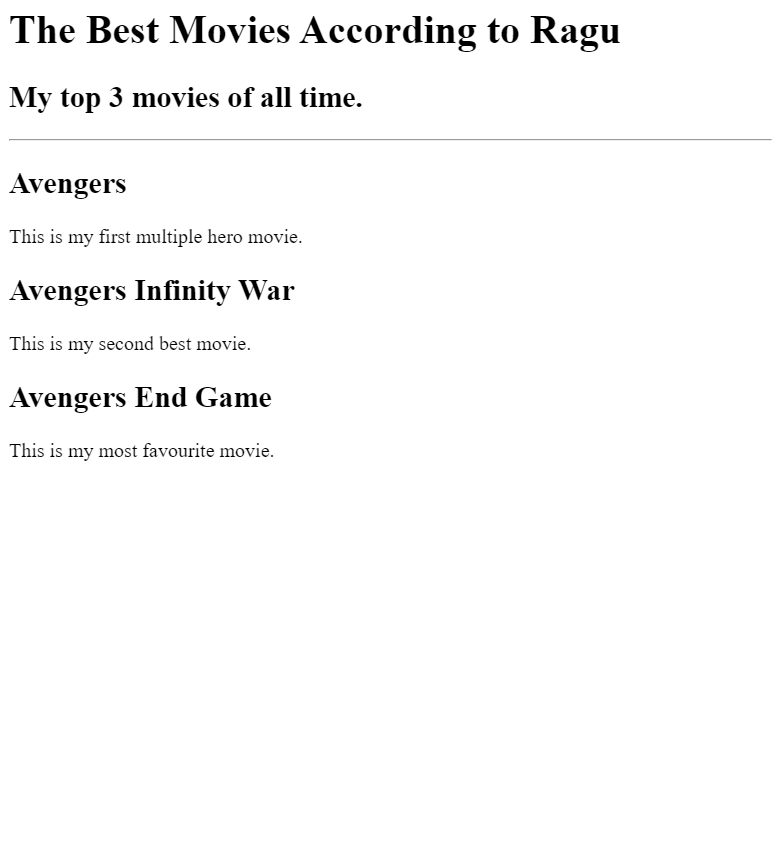 The Best Movies According to Ragu
My top 3 movies of all time.
Avengers
This is my first multiple hero movie.
Avengers Infinity War
This is my second best movie.
Avengers End Game
This is my most favourite movie.